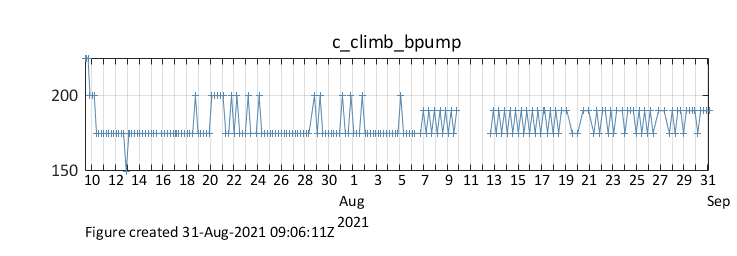 c_climb_bpump
200
150
10 12 14 16 18 20 22 24 26 28 30 1 3 5 7 9 11 13 15 17 19 21 23 25 27 29 31
Aug Sep
2021
Figure created 31-Aug-2021 09:06:11Z